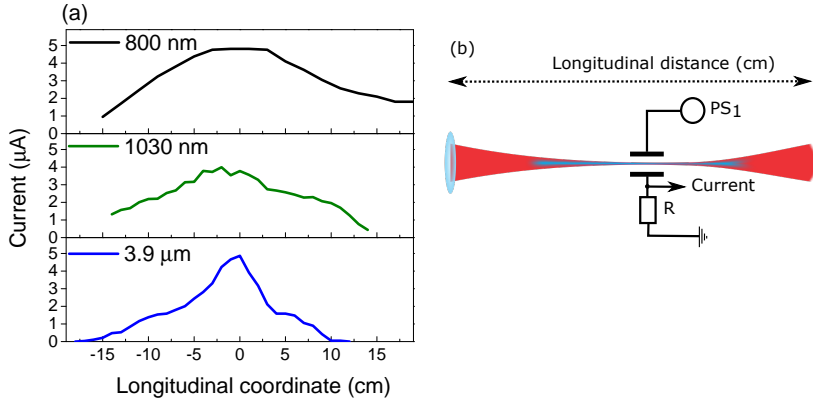 (a)
800 nm
5
4
3
2
1
0
1030 nm
5
4
3
2
1
0
3.9 μm
5
4
3
2
1
0
Current (μA)
-15 -10 -5 0 5 10 15
Longitudinal coordinate (cm)
(b)
Longitudinal distance (cm)
PS1
Current
R